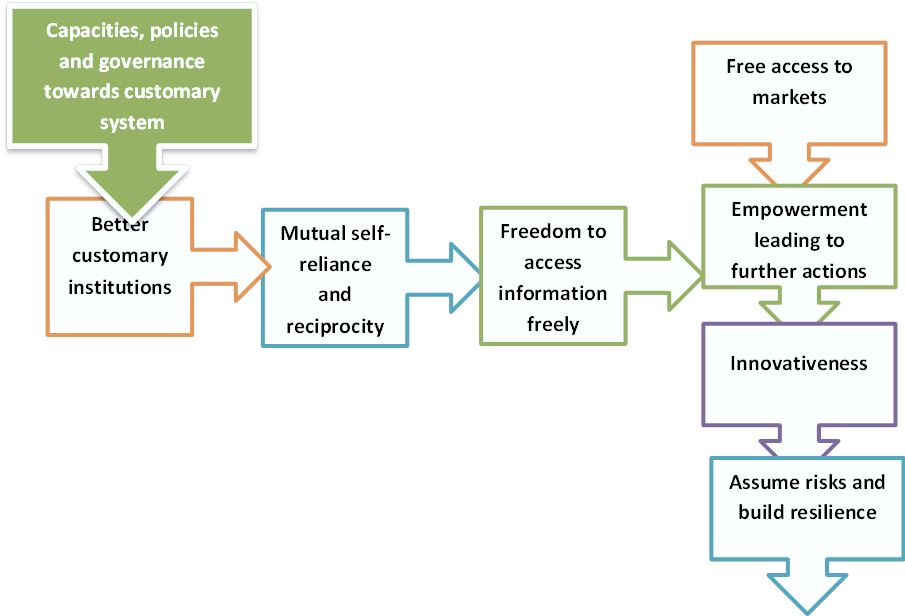 Capacities, policies
and governance
towards customary
system
Free access to
markets
Better
customary
institutions
Mutual self-
reliance
and
reciprocity
Freedom to
access
information
freely
Empowerment
leading to
further actions
Innovativeness
Assume risks and
build resilience